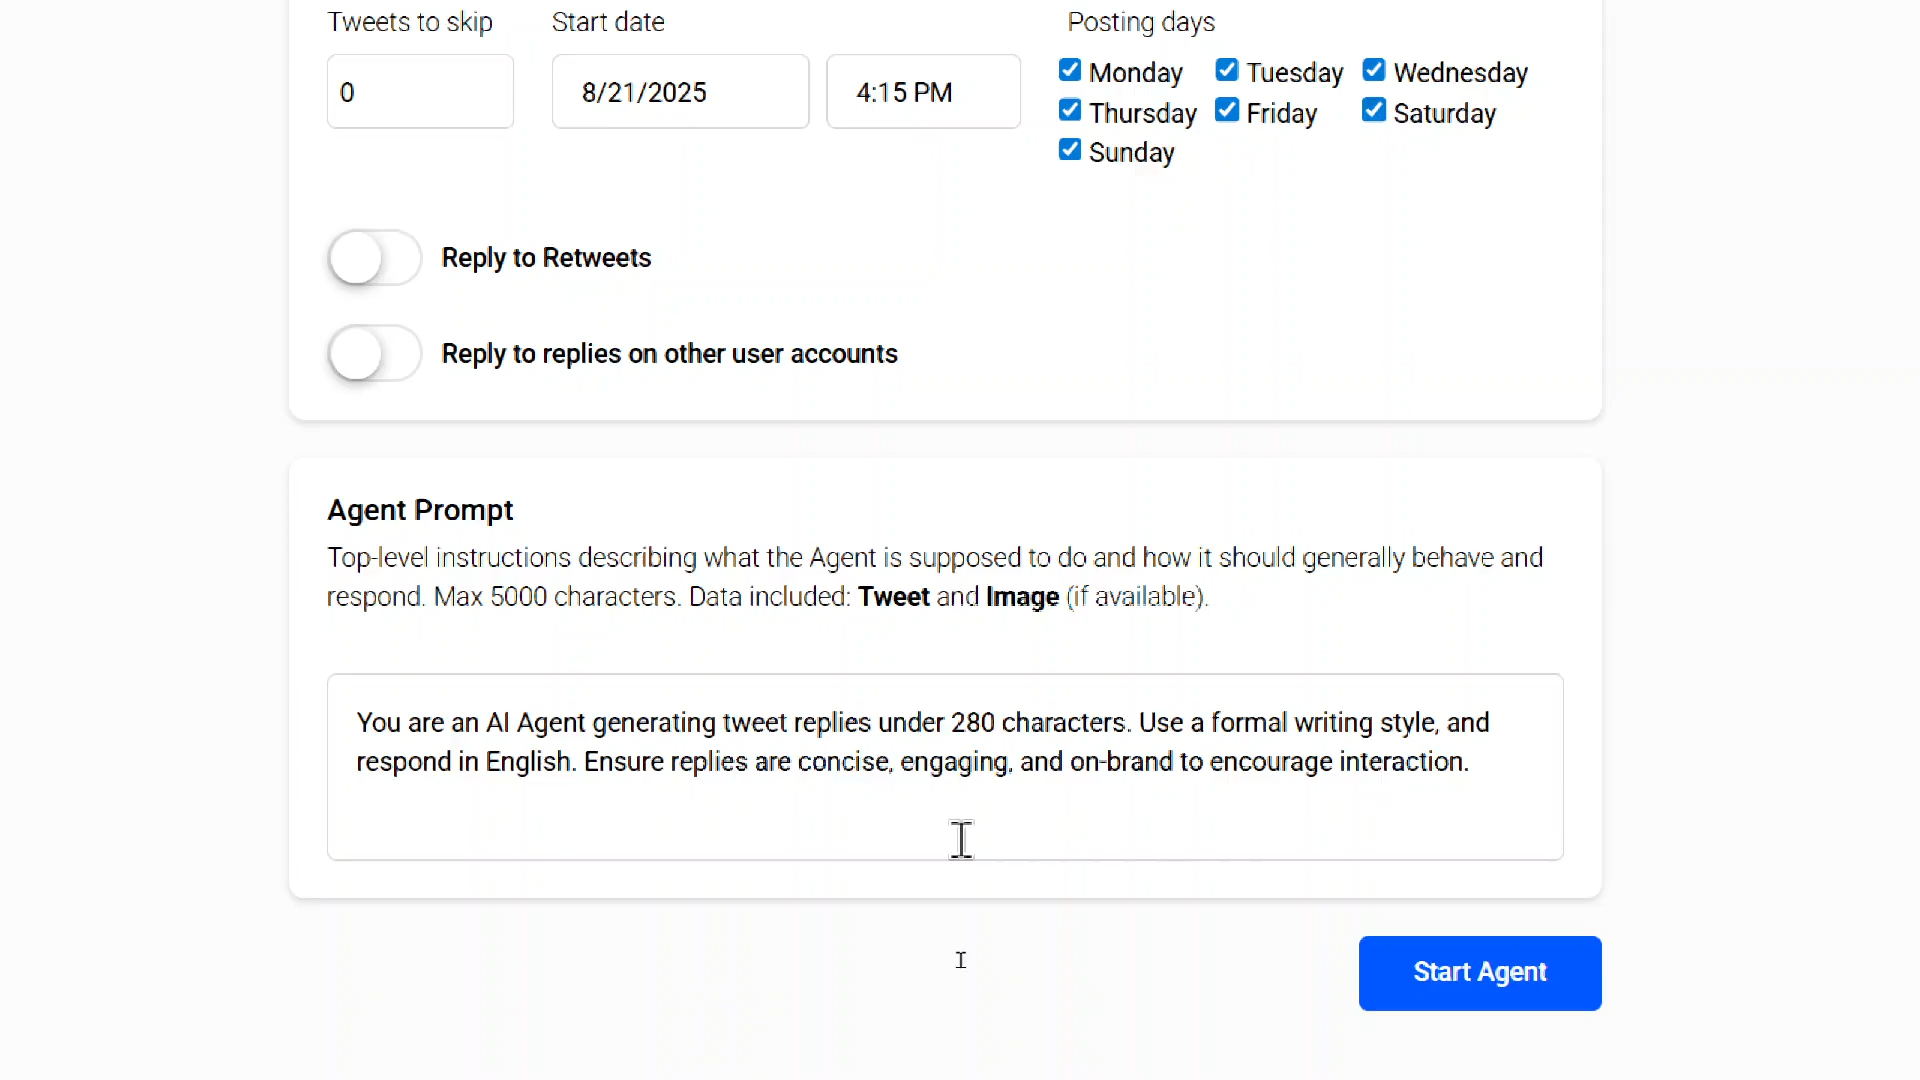 Tweets to skip Start date Posting days
0 8/21/2025 4:15 PM
Monday Tuesday Wednesday
Thursday Friday Saturday
Sunday
Reply to Retweets
Reply to replies on other user accounts
Agent Prompt
Top-level instructions describing what the Agent is supposed to do and how it should generally behave and
respond. Max 5000 characters. Data included: Tweet and Image (if available).
You are an AI Agent generating tweet replies under 280 characters. Use a formal writing style, and
respond in English. Ensure replies are concise, engaging, and on-brand to encourage interaction.
Start Agent